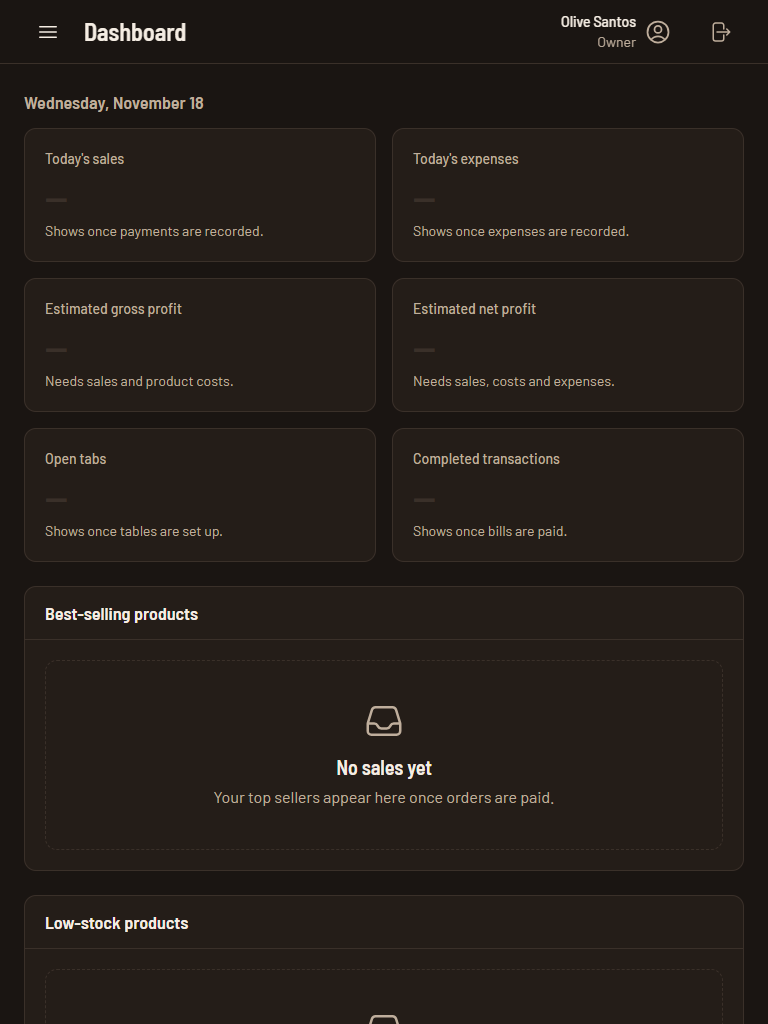 Dashboard
Olive Santos
Owner
Wednesday, November 18
Today's sales
—
Shows once payments are recorded.
Today's expenses
—
Shows once expenses are recorded.
Estimated gross profit
—
Needs sales and product costs.
Estimated net profit
—
Needs sales, costs and expenses.
Open tabs
—
Shows once tables are set up.
Completed transactions
—
Shows once bills are paid.
Best-selling products
No sales yet
Your top sellers appear here once orders are paid.
Low-stock products